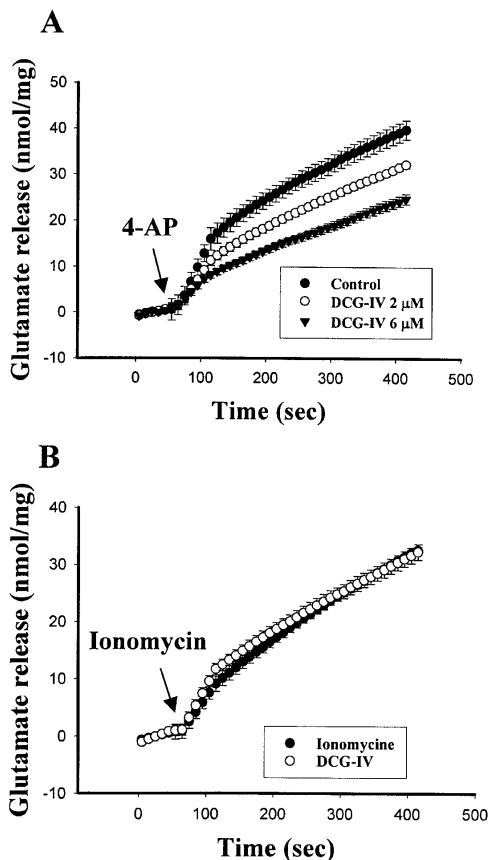 A
Glutamate release (nmol/mg)
50
40
30
20
10
0
-10
4-AP
Control
DCG-IV 2 µM
DCG-IV 6 µM
0
100
200
300
400
500
Time (sec)
B
Glutamate release (nmol/mg)
40
30
20
10
0
-10
Ionomycin
Ionomycine
DCG-IV
0
100
200
300
400
500
Time (sec)